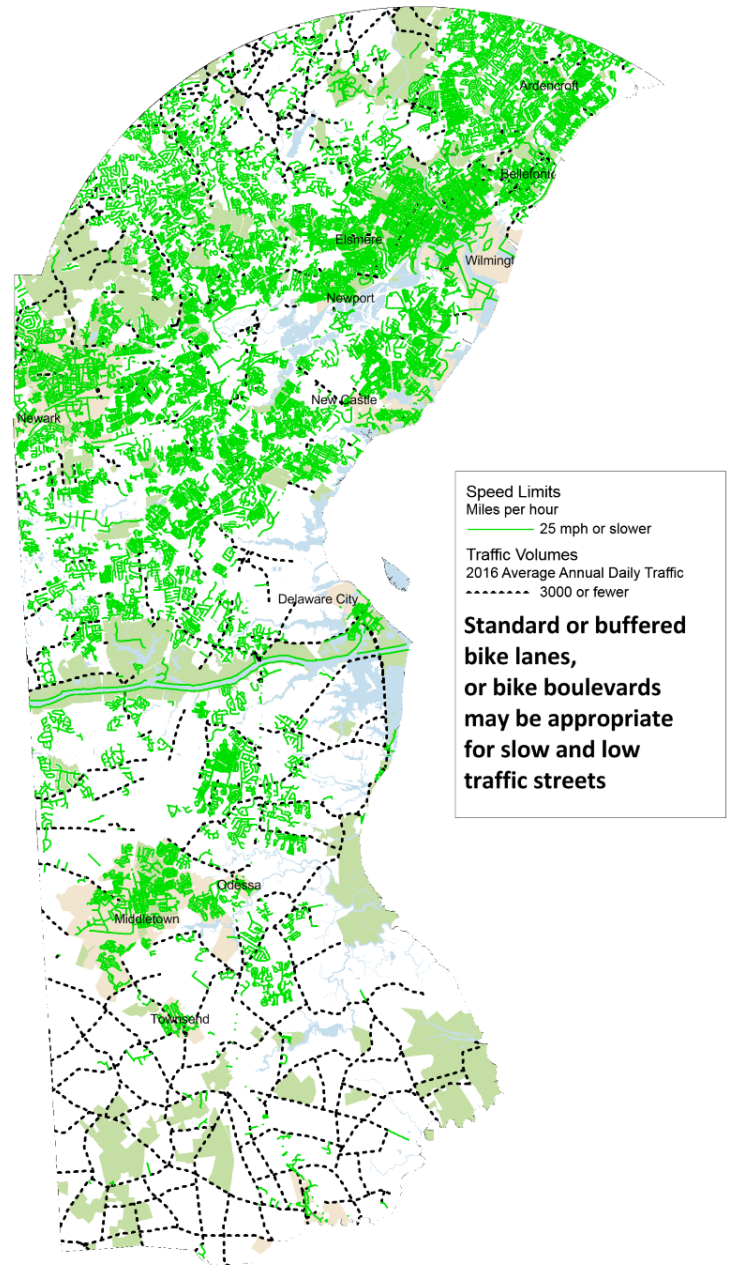 Ardencroft
Bellefonte
Elsmere
Wilmingt
Newport
New Castle
Newark
Speed Limits
Miles per hour
25 mph or slower
Traffic Volumes
2016 Average Annual Daily Traffic
3000 or fewer
Standard or buffered
bike lanes,
or bike boulevards
may be appropriate
for slow and low
traffic streets
Delaware City
Odessa
Middletown
Townsend